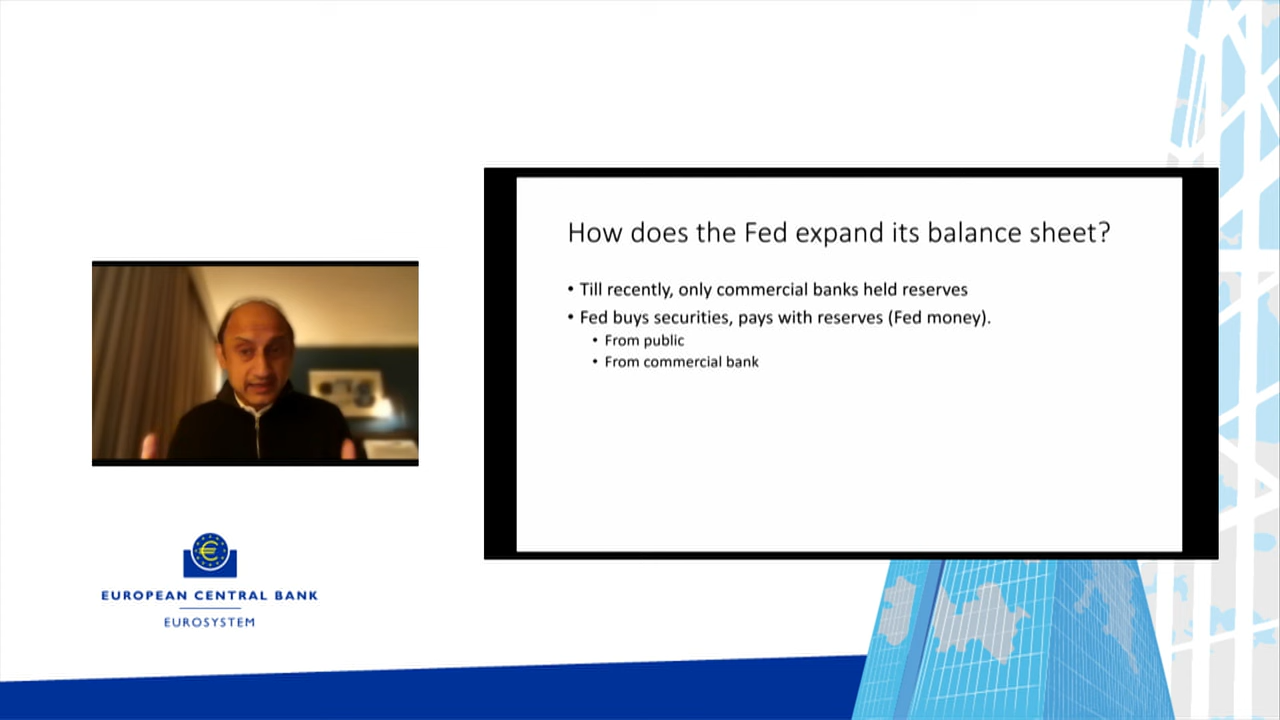 How does the Fed expand its balance sheet?
• Till recently, only commercial banks held reserves
• Fed buys securities, pays with reserves (Fed money).
• From public
• From commercial bank
EUROPEAN CENTRAL BANK
EUROSYSTEM